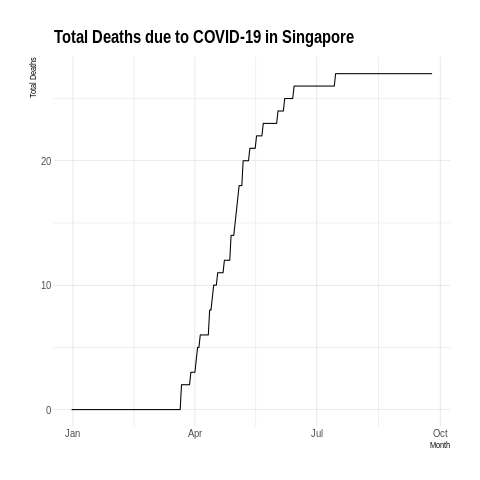 Total Deaths due to COVID-19 in Singapore
Total Deaths
20
10
0
Jan Apr Jul Oct
Month